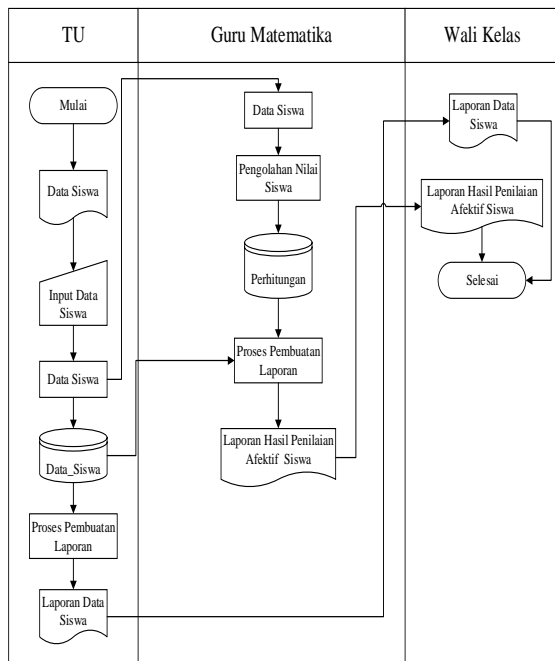 TU
Guru Matematika
Wali Kelas
Mulai
Data Siswa
Input Data
Siswa
Data Siswa
Data_Siswa
Proses Pembuatan
Laporan
Laporan Data
Siswa
Data Siswa
Pengolahan Nilai
Siswa
Perhitungan
Proses Pembuatan
Laporan
Laporan Hasil Penilaian
Afektif Siswa
Laporan Data
Siswa
Laporan Hasil Penilaian
Afektif Siswa
Selesai